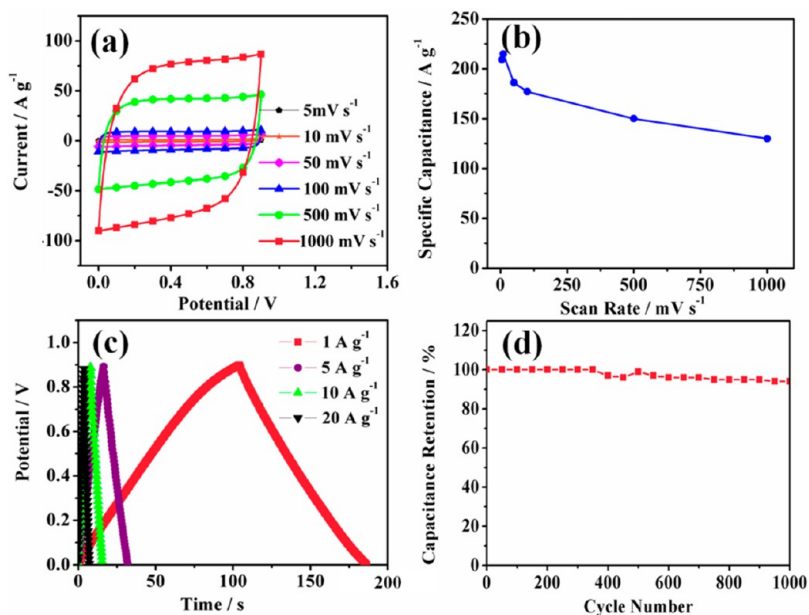 (a)
Current / A g⁻¹
100
50
0
-50
-100
5mV s⁻¹
10 mV s⁻¹
50 mV s⁻¹
100 mV s⁻¹
500 mV s⁻¹
1000 mV s⁻¹
0.0 0.4 0.8 1.2 1.6
Potential / V
(b)
Specific Capacitance / A g⁻¹
250
200
150
100
50
0
0 250 500 750 1000
Scan Rate / mV s⁻¹
(c)
Potential / V
1.0
0.8
0.6
0.4
0.2
0.0
1 A g⁻¹
5 A g⁻¹
10 A g⁻¹
20 A g⁻¹
0 50 100 150 200
Time / s
(d)
Capacitance Retention / %
120
100
80
60
40
20
0
0 200 400 600 800 1000
Cycle Number